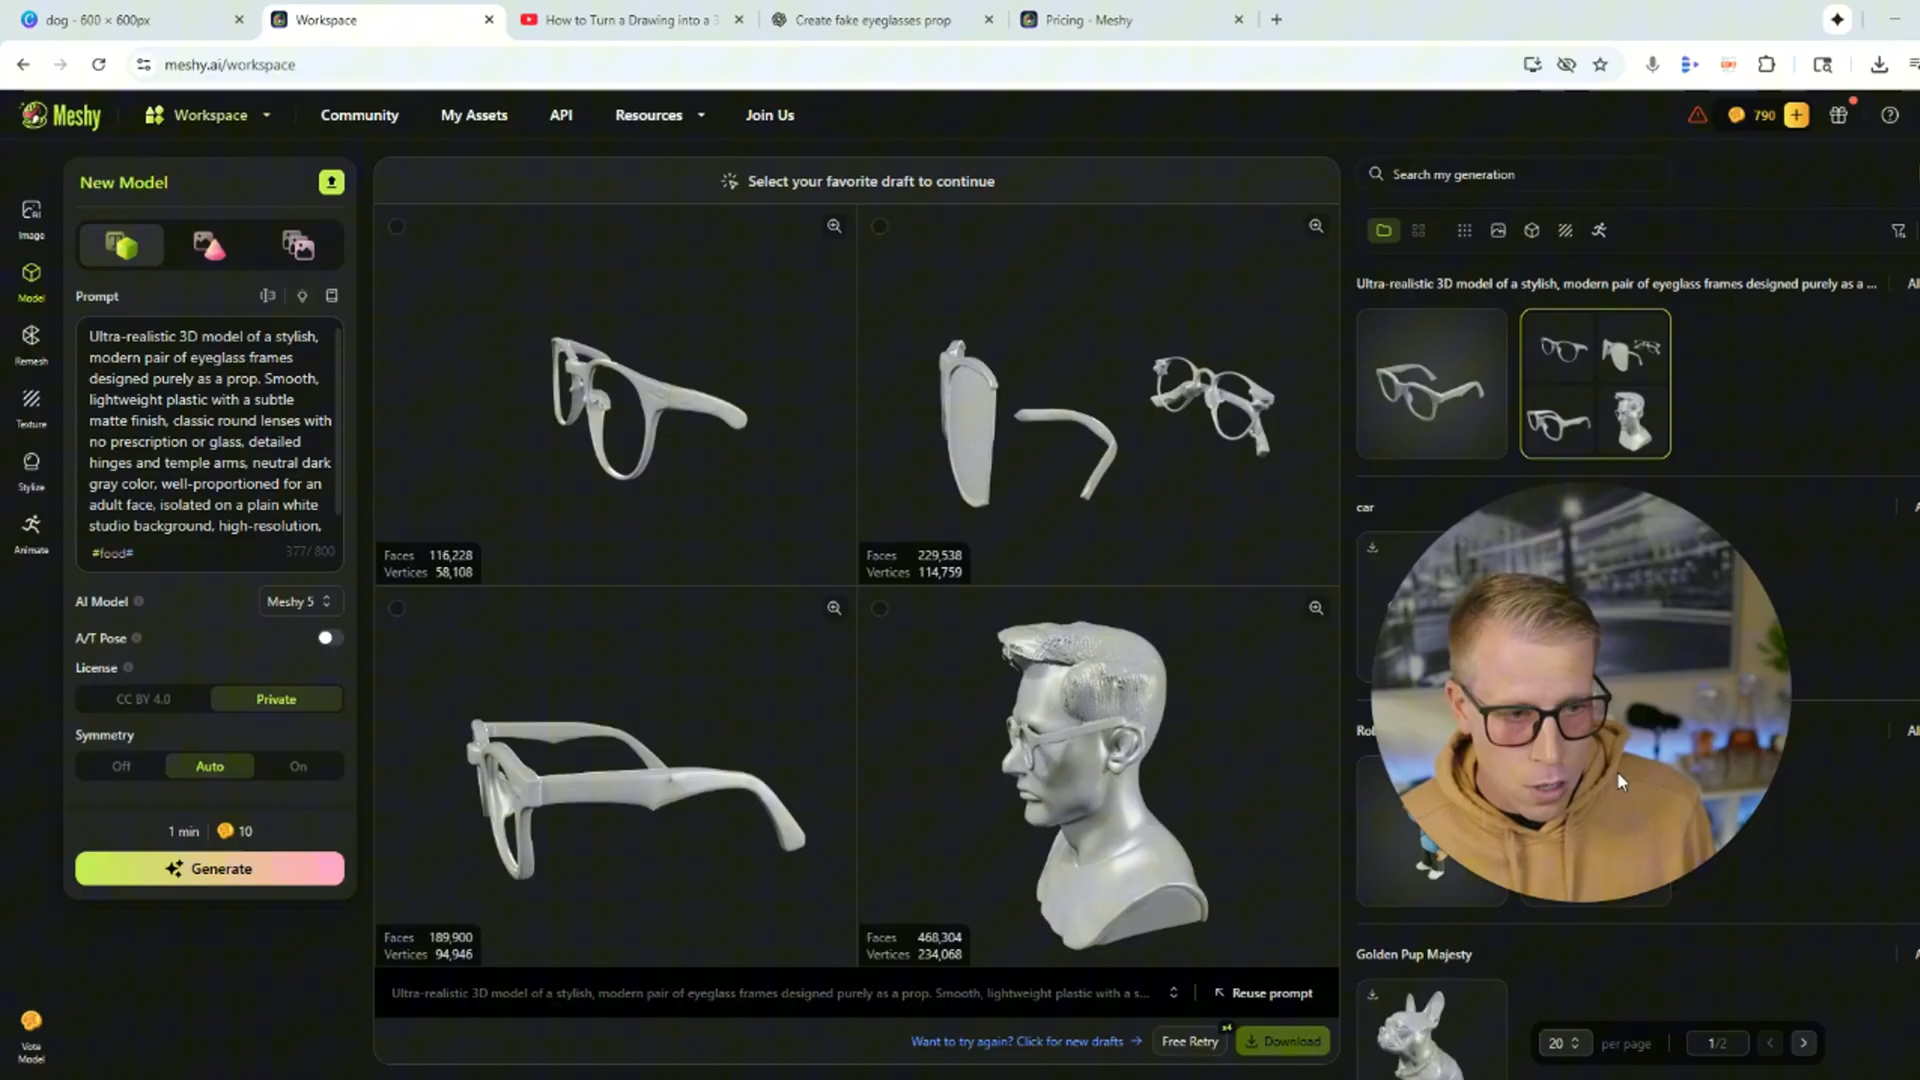 dog - 600 × 600px
Workspace
How to Turn a Drawing into a 3
Create fake eyeglasses prop
Pricing - Meshy
meshy.ai/workspace
Meshy
Workspace
Community
My Assets
API
Resources
Join Us
790
New Model
Select your favorite draft to continue
Search my generation
Image
Model
Remesh
Texture
Stylize
Animate
Prompt
Ultra-realistic 3D model of a stylish,
modern pair of eyeglass frames
designed purely as a prop. Smooth,
lightweight plastic with a subtle
matte finish, classic round lenses with
no prescription or glass, detailed
hinges and temple arms, neutral dark
gray color, well-proportioned for an
adult face, isolated on a plain white
studio background, high-resolution,
#food#
377/800
AI Model
Meshy 5
A/T Pose
License
CC BY 4.0
Private
Symmetry
Off
Auto
On
1 min
10
Generate
Vote
Model
Faces 116,228
Vertices 58,108
Faces 229,538
Vertices 114,759
Faces 189,900
Vertices 94,946
Faces 468,304
Vertices 234,068
Ultra-realistic 3D model of a stylish, modern pair of eyeglass frames designed purely as a prop. Smooth, lightweight plastic with a s...
Reuse prompt
Want to try again? Click for new drafts →
Free Retry
x4
Download
Ultra-realistic 3D model of a stylish, modern pair of eyeglass frames designed purely as a ...
car
Golden Pup Majesty
20
per page
1/2